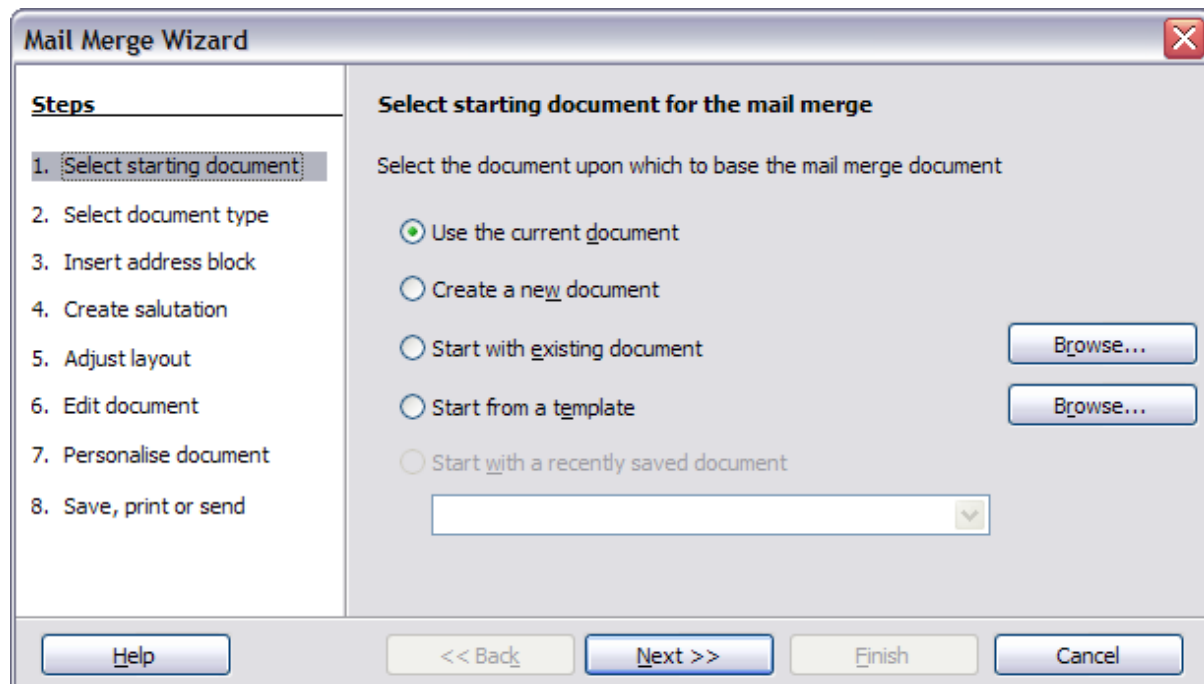 Mail Merge Wizard
Steps
1. Select starting document
2. Select document type
3. Insert address block
4. Create salutation
5. Adjust layout
6. Edit document
7. Personalise document
8. Save, print or send
Select starting document for the mail merge
Select the document upon which to base the mail merge document
Use the current document
Create a new document
Start with existing document
Browse...
Start from a template
Browse...
Start with a recently saved document
Help
<< Back
Next >>
Finish
Cancel